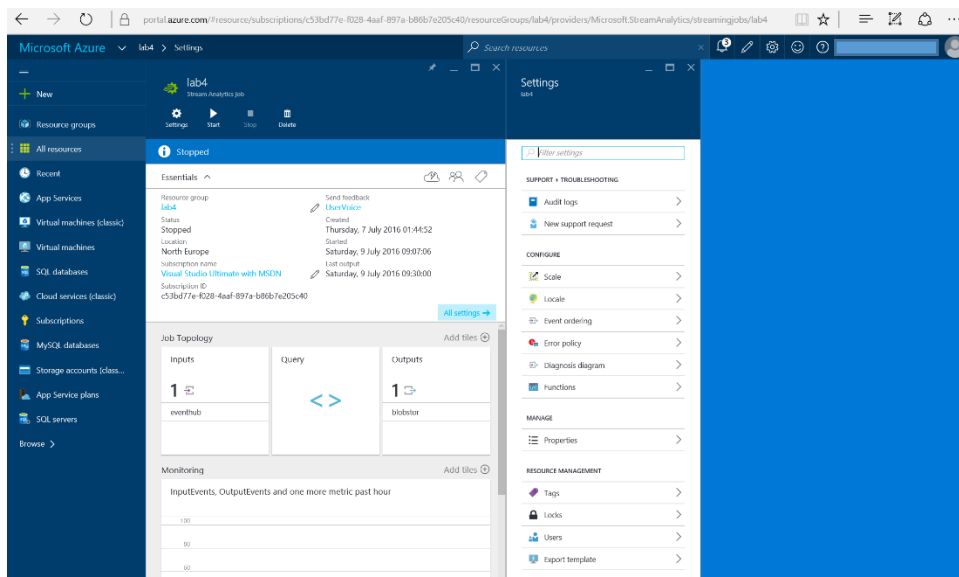 portal.azure.com/#resource/subscriptions/c53bd77e-f028-4aaf-897a-b86b7e205c40/resourceGroups/lab4/providers/Microsoft.StreamAnalytics/streamingjobs/lab4
Microsoft Azure lab4 > Settings
Search resources
3
New
Resource groups
All resources
Recent
App Services
Virtual machines (classic)
Virtual machines
SQL databases
Cloud services (classic)
Subscriptions
MySQL databases
Storage accounts (class...
App Service plans
SQL servers
Browse >
lab4
Stream Analytics job
Settings Start Stop Delete
Stopped
Essentials
Resource group
lab4
Status
Stopped
Location
North Europe
Subscription name
Visual Studio Ultimate with MSDN
Subscription ID
c53bd77e-f028-4aaf-897a-b86b7e205c40
Send feedback
UserVoice
Created
Thursday, 7 July 2016 01:44:52
Started
Saturday, 9 July 2016 09:07:06
Last output
Saturday, 9 July 2016 09:30:00
All settings →
Job Topology Add tiles
Inputs
1
eventhub
Query
< >
Outputs
1
blobstor
Monitoring Add tiles
InputEvents, OutputEvents and one more metric past hour
100
90
Settings
lab4
Filter settings
SUPPORT + TROUBLESHOOTING
Audit logs
New support request
CONFIGURE
Scale
Locale
Event ordering
Error policy
Diagnosis diagram
Functions
MANAGE
Properties
RESOURCE MANAGEMENT
Tags
Locks
Users
Export template